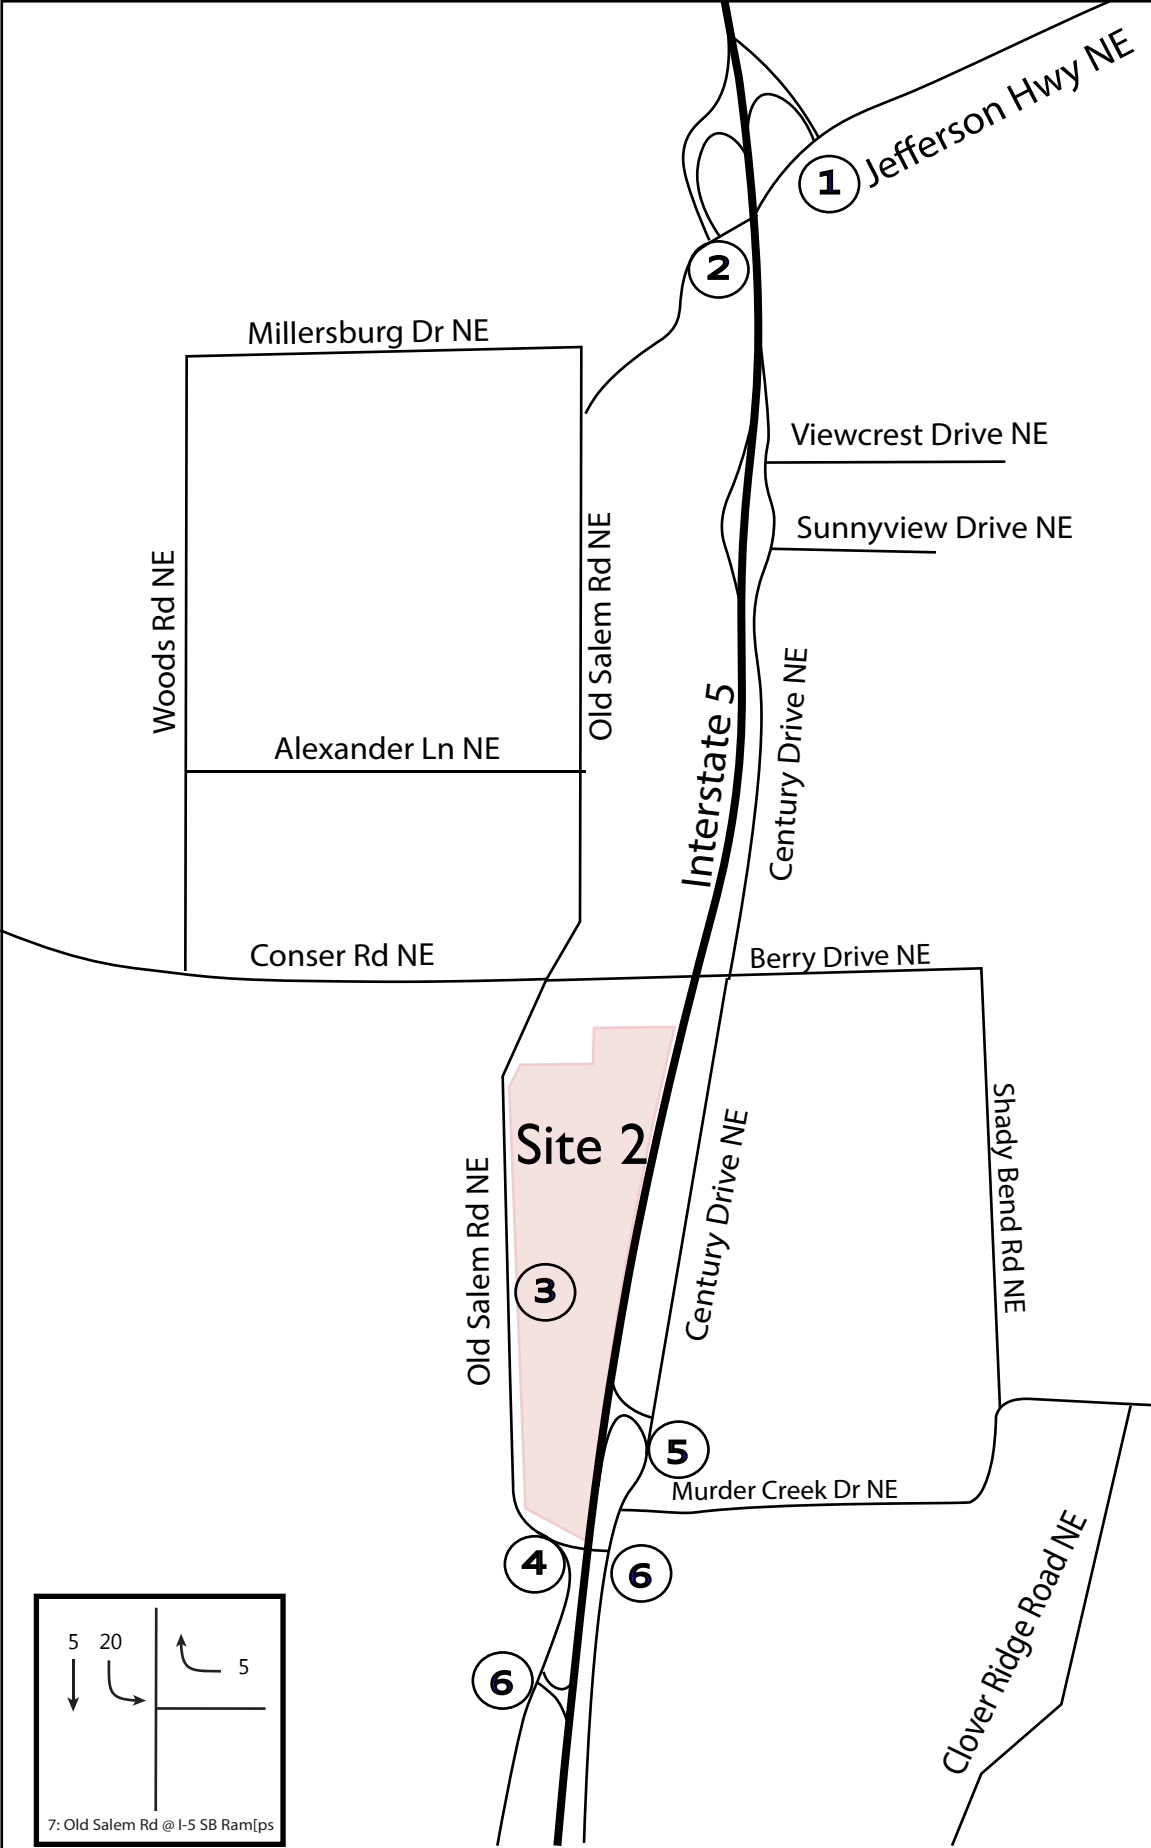 Jefferson Hwy NE
1
2
Millersburg Dr NE
Viewcrest Drive NE
Sunnyview Drive NE
Woods Rd NE
Old Salem Rd NE
Century Drive NE
Interstate 5
Alexander Ln NE
Conser Rd NE
Berry Drive NE
Site 2
Shady Bend Rd NE
Century Drive NE
Old Salem Rd NE
3
5
Murder Creek Dr NE
4
6
Clover Ridge Road NE
6
5 20
5
7: Old Salem Rd @ I-5 SB Ram[ps